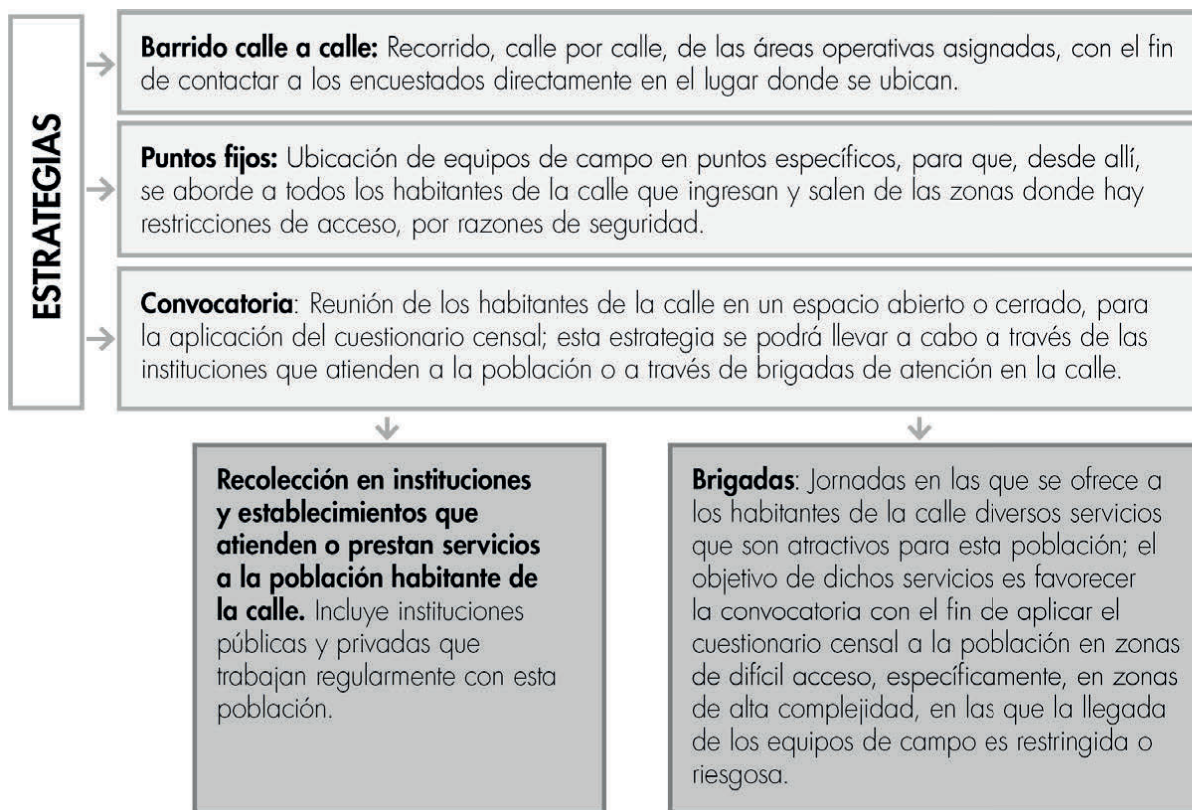 ESTRATEGIAS
Barrido calle a calle: Recorrido, calle por calle, de las áreas operativas asignadas, con el fin
de contactar a los encuestados directamente en el lugar donde se ubican.
Puntos fijos: Ubicación de equipos de campo en puntos específicos, para que, desde allí,
se aborde a todos los habitantes de la calle que ingresan y salen de las zonas donde hay
restricciones de acceso, por razones de seguridad.
Convocatoria: Reunión de los habitantes de la calle en un espacio abierto o cerrado, para
la aplicación del cuestionario censal; esta estrategia se podrá llevar a cabo a través de las
instituciones que atienden a la población o a través de brigadas de atención en la calle.
Recolección en instituciones
y establecimientos que
atienden o prestan servicios
a la población habitante de
la calle. Incluye instituciones
públicas y privadas que
trabajan regularmente con esta
población.
Brigadas: Jornadas en las que se ofrece a
los habitantes de la calle diversos servicios
que son atractivos para esta población; el
objetivo de dichos servicios es favorecer
la convocatoria con el fin de aplicar el
cuestionario censal a la población en zonas
de difícil acceso, específicamente, en zonas
de alta complejidad, en las que la llegada
de los equipos de campo es restringida o
riesgosa.